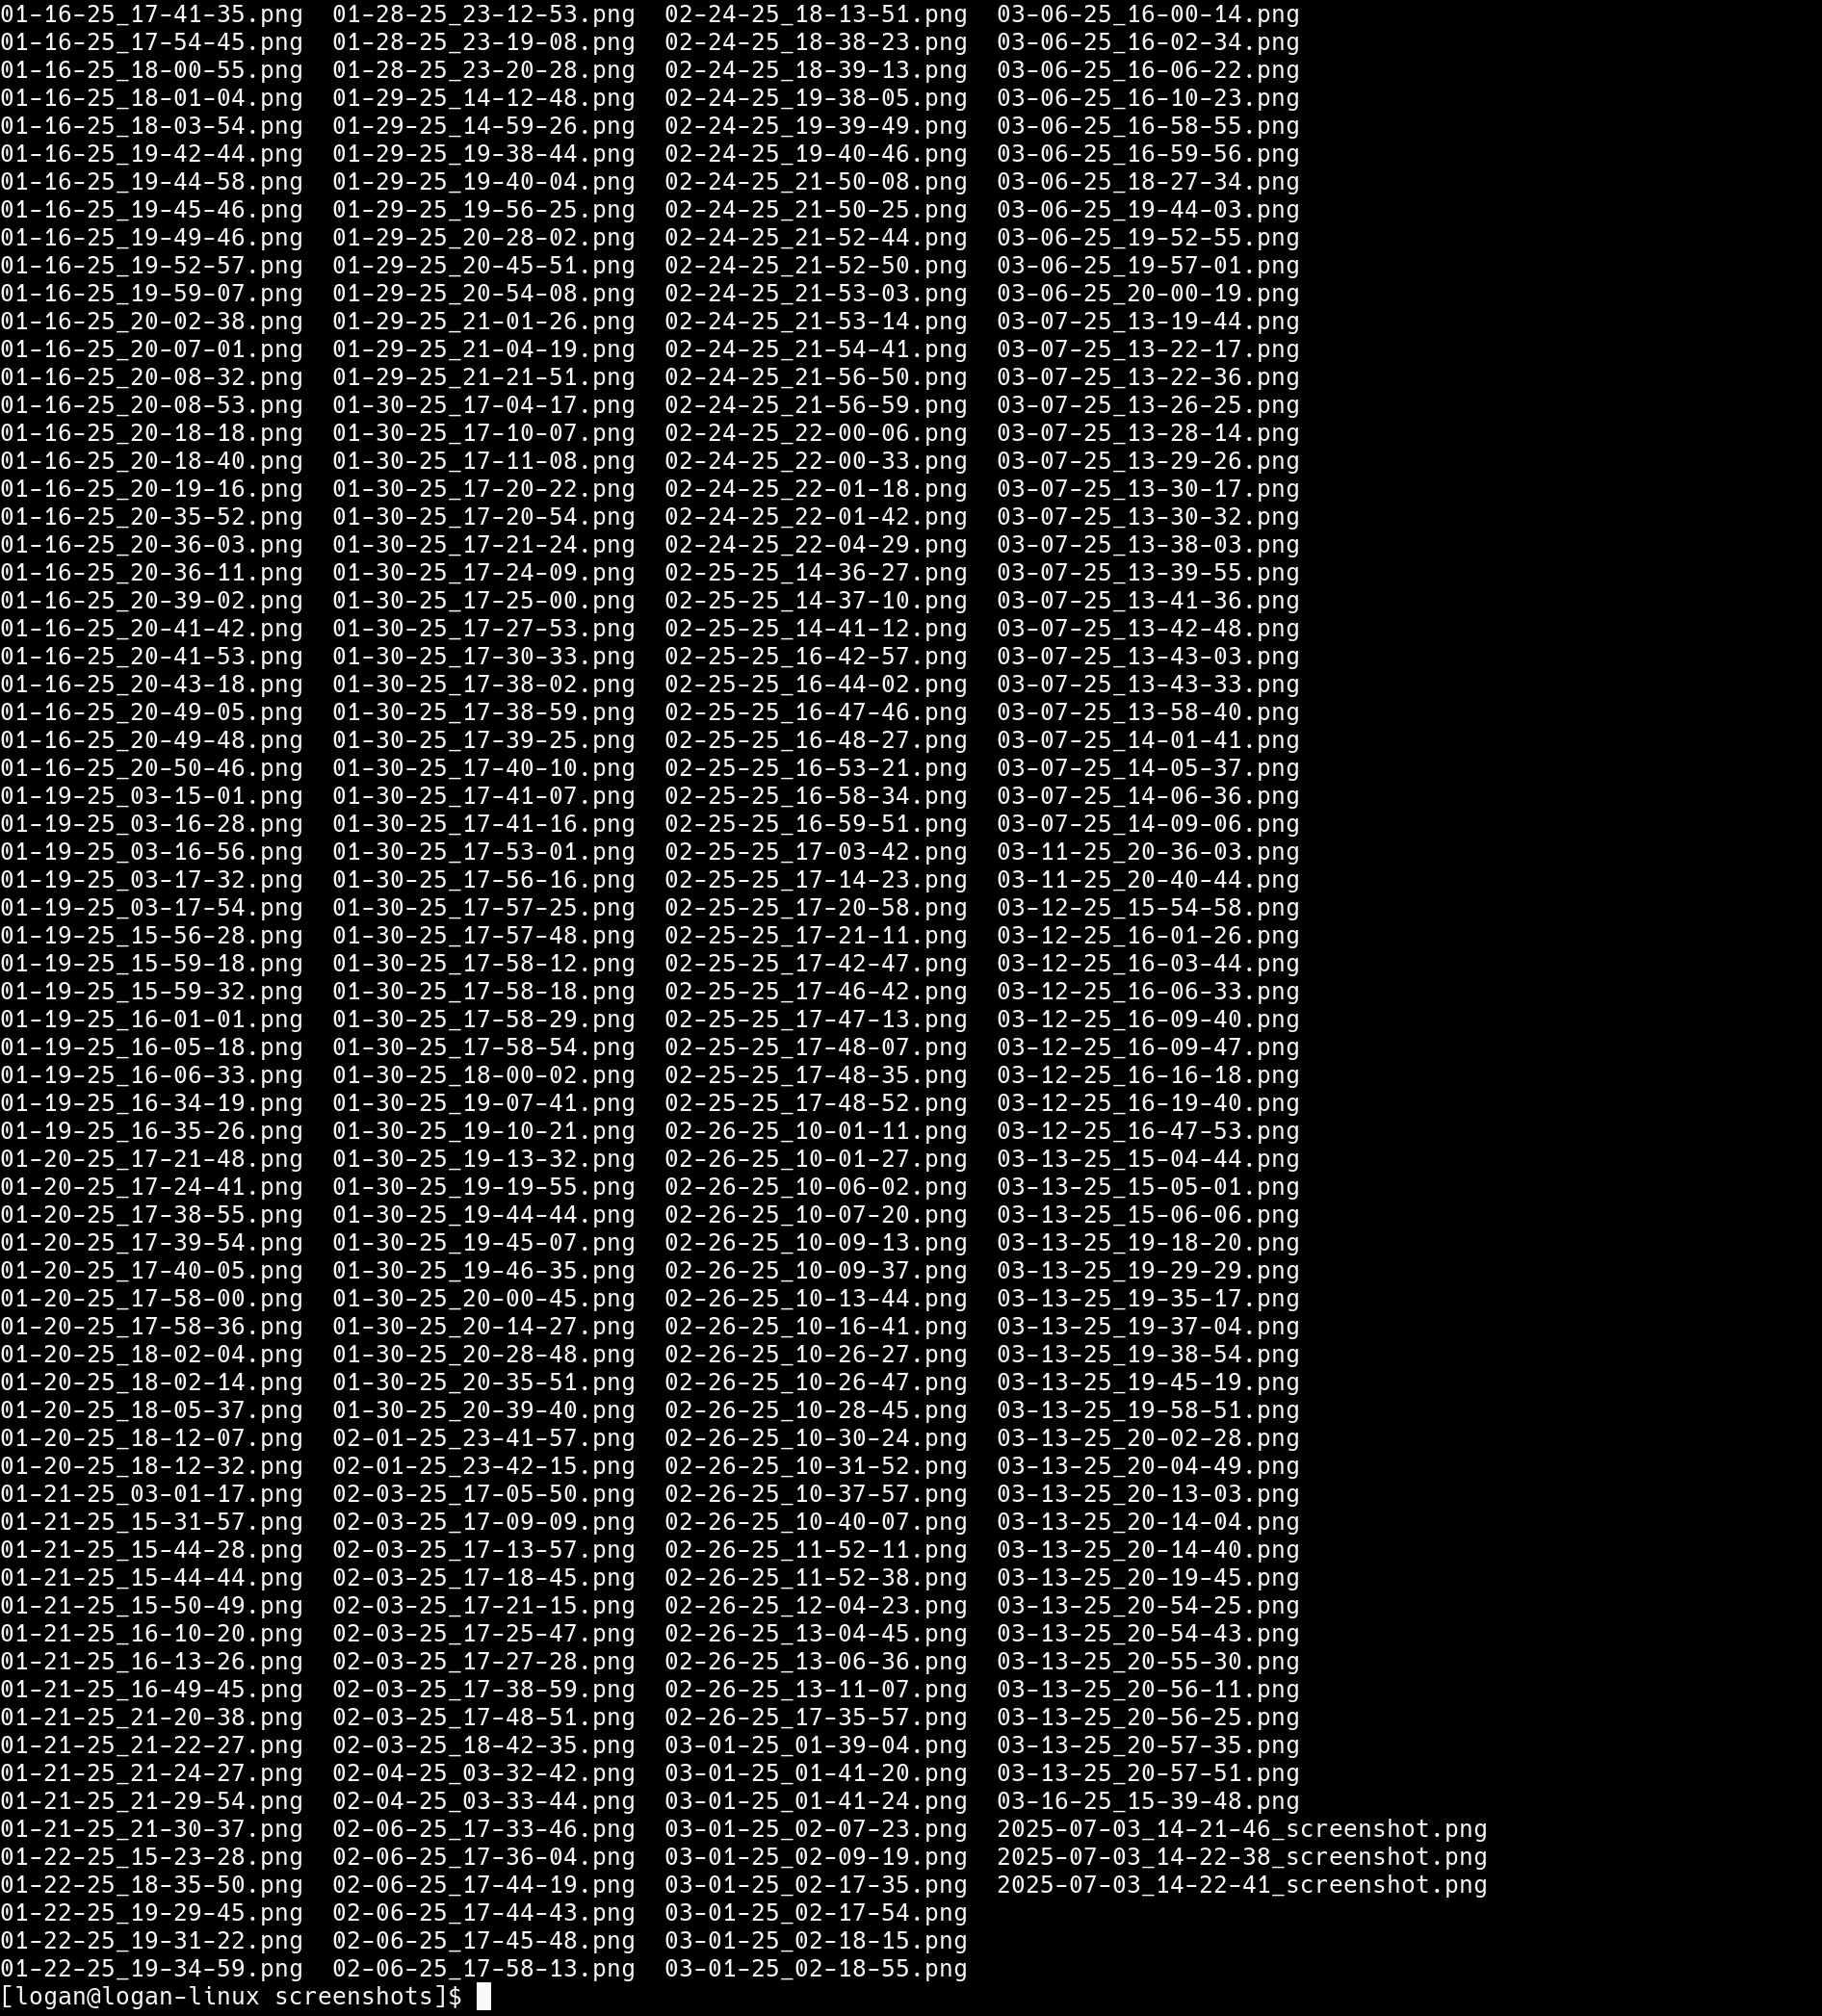 01-16-25_17-41-35.png  01-28-25_23-12-53.png  02-24-25_18-13-51.png  03-06-25_16-00-14.png
01-16-25_17-54-45.png  01-28-25_23-19-08.png  02-24-25_18-38-23.png  03-06-25_16-02-34.png
01-16-25_18-00-55.png  01-28-25_23-20-28.png  02-24-25_18-39-13.png  03-06-25_16-06-22.png
01-16-25_18-01-04.png  01-29-25_14-12-48.png  02-24-25_19-38-05.png  03-06-25_16-10-23.png
01-16-25_18-03-54.png  01-29-25_14-59-26.png  02-24-25_19-39-49.png  03-06-25_16-58-55.png
01-16-25_19-42-44.png  01-29-25_19-38-44.png  02-24-25_19-40-46.png  03-06-25_16-59-56.png
01-16-25_19-44-58.png  01-29-25_19-40-04.png  02-24-25_21-50-08.png  03-06-25_18-27-34.png
01-16-25_19-45-46.png  01-29-25_19-56-25.png  02-24-25_21-50-25.png  03-06-25_19-44-03.png
01-16-25_19-49-46.png  01-29-25_20-28-02.png  02-24-25_21-52-44.png  03-06-25_19-52-55.png
01-16-25_19-52-57.png  01-29-25_20-45-51.png  02-24-25_21-52-50.png  03-06-25_19-57-01.png
01-16-25_19-59-07.png  01-29-25_20-54-08.png  02-24-25_21-53-03.png  03-06-25_20-00-19.png
01-16-25_20-02-38.png  01-29-25_21-01-26.png  02-24-25_21-53-14.png  03-07-25_13-19-44.png
01-16-25_20-07-01.png  01-29-25_21-04-19.png  02-24-25_21-54-41.png  03-07-25_13-22-17.png
01-16-25_20-08-32.png  01-29-25_21-21-51.png  02-24-25_21-56-50.png  03-07-25_13-22-36.png
01-16-25_20-08-53.png  01-30-25_17-04-17.png  02-24-25_21-56-59.png  03-07-25_13-26-25.png
01-16-25_20-18-18.png  01-30-25_17-10-07.png  02-24-25_22-00-06.png  03-07-25_13-28-14.png
01-16-25_20-18-40.png  01-30-25_17-11-08.png  02-24-25_22-00-33.png  03-07-25_13-29-26.png
01-16-25_20-19-16.png  01-30-25_17-20-22.png  02-24-25_22-01-18.png  03-07-25_13-30-17.png
01-16-25_20-35-52.png  01-30-25_17-20-54.png  02-24-25_22-01-42.png  03-07-25_13-30-32.png
01-16-25_20-36-03.png  01-30-25_17-21-24.png  02-24-25_22-04-29.png  03-07-25_13-38-03.png
01-16-25_20-36-11.png  01-30-25_17-24-09.png  02-25-25_14-36-27.png  03-07-25_13-39-55.png
01-16-25_20-39-02.png  01-30-25_17-25-00.png  02-25-25_14-37-10.png  03-07-25_13-41-36.png
01-16-25_20-41-42.png  01-30-25_17-27-53.png  02-25-25_14-41-12.png  03-07-25_13-42-48.png
01-16-25_20-41-53.png  01-30-25_17-30-33.png  02-25-25_16-42-57.png  03-07-25_13-43-03.png
01-16-25_20-43-18.png  01-30-25_17-38-02.png  02-25-25_16-44-02.png  03-07-25_13-43-33.png
01-16-25_20-49-05.png  01-30-25_17-38-59.png  02-25-25_16-47-46.png  03-07-25_13-58-40.png
01-16-25_20-49-48.png  01-30-25_17-39-25.png  02-25-25_16-48-27.png  03-07-25_14-01-41.png
01-16-25_20-50-46.png  01-30-25_17-40-10.png  02-25-25_16-53-21.png  03-07-25_14-05-37.png
01-19-25_03-15-01.png  01-30-25_17-41-07.png  02-25-25_16-58-34.png  03-07-25_14-06-36.png
01-19-25_03-16-28.png  01-30-25_17-41-16.png  02-25-25_16-59-51.png  03-07-25_14-09-06.png
01-19-25_03-16-56.png  01-30-25_17-53-01.png  02-25-25_17-03-42.png  03-11-25_20-36-03.png
01-19-25_03-17-32.png  01-30-25_17-56-16.png  02-25-25_17-14-23.png  03-11-25_20-40-44.png
01-19-25_03-17-54.png  01-30-25_17-57-25.png  02-25-25_17-20-58.png  03-12-25_15-54-58.png
01-19-25_15-56-28.png  01-30-25_17-57-48.png  02-25-25_17-21-11.png  03-12-25_16-01-26.png
01-19-25_15-59-18.png  01-30-25_17-58-12.png  02-25-25_17-42-47.png  03-12-25_16-03-44.png
01-19-25_15-59-32.png  01-30-25_17-58-18.png  02-25-25_17-46-42.png  03-12-25_16-06-33.png
01-19-25_16-01-01.png  01-30-25_17-58-29.png  02-25-25_17-47-13.png  03-12-25_16-09-40.png
01-19-25_16-05-18.png  01-30-25_17-58-54.png  02-25-25_17-48-07.png  03-12-25_16-09-47.png
01-19-25_16-06-33.png  01-30-25_18-00-02.png  02-25-25_17-48-35.png  03-12-25_16-16-18.png
01-19-25_16-34-19.png  01-30-25_19-07-41.png  02-25-25_17-48-52.png  03-12-25_16-19-40.png
01-19-25_16-35-26.png  01-30-25_19-10-21.png  02-26-25_10-01-11.png  03-12-25_16-47-53.png
01-20-25_17-21-48.png  01-30-25_19-13-32.png  02-26-25_10-01-27.png  03-13-25_15-04-44.png
01-20-25_17-24-41.png  01-30-25_19-19-55.png  02-26-25_10-06-02.png  03-13-25_15-05-01.png
01-20-25_17-38-55.png  01-30-25_19-44-44.png  02-26-25_10-07-20.png  03-13-25_15-06-06.png
01-20-25_17-39-54.png  01-30-25_19-45-07.png  02-26-25_10-09-13.png  03-13-25_19-18-20.png
01-20-25_17-40-05.png  01-30-25_19-46-35.png  02-26-25_10-09-37.png  03-13-25_19-29-29.png
01-20-25_17-58-00.png  01-30-25_20-00-45.png  02-26-25_10-13-44.png  03-13-25_19-35-17.png
01-20-25_17-58-36.png  01-30-25_20-14-27.png  02-26-25_10-16-41.png  03-13-25_19-37-04.png
01-20-25_18-02-04.png  01-30-25_20-28-48.png  02-26-25_10-26-27.png  03-13-25_19-38-54.png
01-20-25_18-02-14.png  01-30-25_20-35-51.png  02-26-25_10-26-47.png  03-13-25_19-45-19.png
01-20-25_18-05-37.png  01-30-25_20-39-40.png  02-26-25_10-28-45.png  03-13-25_19-58-51.png
01-20-25_18-12-07.png  02-01-25_23-41-57.png  02-26-25_10-30-24.png  03-13-25_20-02-28.png
01-20-25_18-12-32.png  02-01-25_23-42-15.png  02-26-25_10-31-52.png  03-13-25_20-04-49.png
01-21-25_03-01-17.png  02-03-25_17-05-50.png  02-26-25_10-37-57.png  03-13-25_20-13-03.png
01-21-25_15-31-57.png  02-03-25_17-09-09.png  02-26-25_10-40-07.png  03-13-25_20-14-04.png
01-21-25_15-44-28.png  02-03-25_17-13-57.png  02-26-25_11-52-11.png  03-13-25_20-14-40.png
01-21-25_15-44-44.png  02-03-25_17-18-45.png  02-26-25_11-52-38.png  03-13-25_20-19-45.png
01-21-25_15-50-49.png  02-03-25_17-21-15.png  02-26-25_12-04-23.png  03-13-25_20-54-25.png
01-21-25_16-10-20.png  02-03-25_17-25-47.png  02-26-25_13-04-45.png  03-13-25_20-54-43.png
01-21-25_16-13-26.png  02-03-25_17-27-28.png  02-26-25_13-06-36.png  03-13-25_20-55-30.png
01-21-25_16-49-45.png  02-03-25_17-38-59.png  02-26-25_13-11-07.png  03-13-25_20-56-11.png
01-21-25_21-20-38.png  02-03-25_17-48-51.png  02-26-25_17-35-57.png  03-13-25_20-56-25.png
01-21-25_21-22-27.png  02-03-25_18-42-35.png  03-01-25_01-39-04.png  03-13-25_20-57-35.png
01-21-25_21-24-27.png  02-04-25_03-32-42.png  03-01-25_01-41-20.png  03-13-25_20-57-51.png
01-21-25_21-29-54.png  02-04-25_03-33-44.png  03-01-25_01-41-24.png  03-16-25_15-39-48.png
01-21-25_21-30-37.png  02-06-25_17-33-46.png  03-01-25_02-07-23.png  2025-07-03_14-21-46_screenshot.png
01-22-25_15-23-28.png  02-06-25_17-36-04.png  03-01-25_02-09-19.png  2025-07-03_14-22-38_screenshot.png
01-22-25_18-35-50.png  02-06-25_17-44-19.png  03-01-25_02-17-35.png  2025-07-03_14-22-41_screenshot.png
01-22-25_19-29-45.png  02-06-25_17-44-43.png  03-01-25_02-17-54.png
01-22-25_19-31-22.png  02-06-25_17-45-48.png  03-01-25_02-18-15.png
01-22-25_19-34-59.png  02-06-25_17-58-13.png  03-01-25_02-18-55.png
[logan@logan-linux screenshots]$